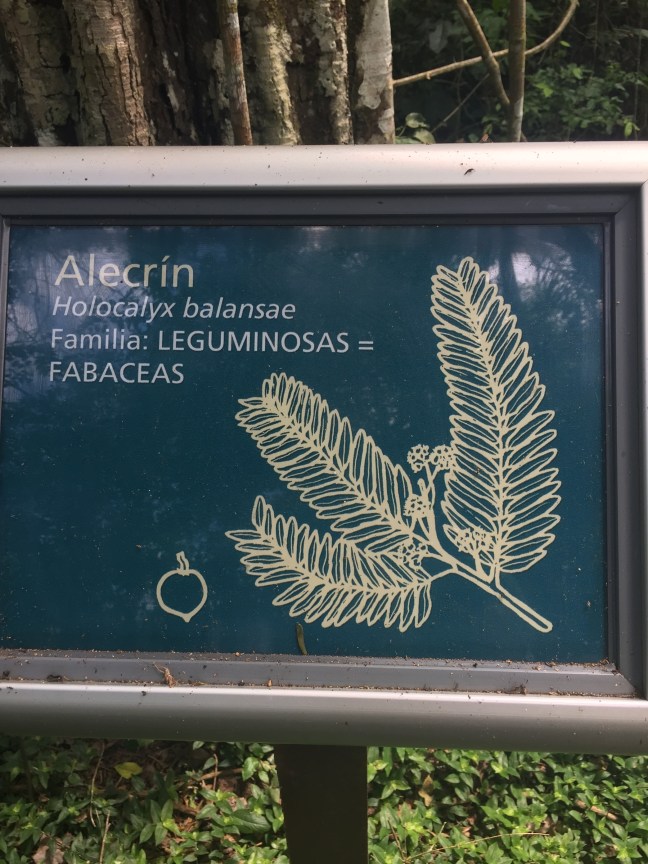 Alecrín
Holocalyx balansae
Familia: LEGUMINOSAS =
FABACEAS